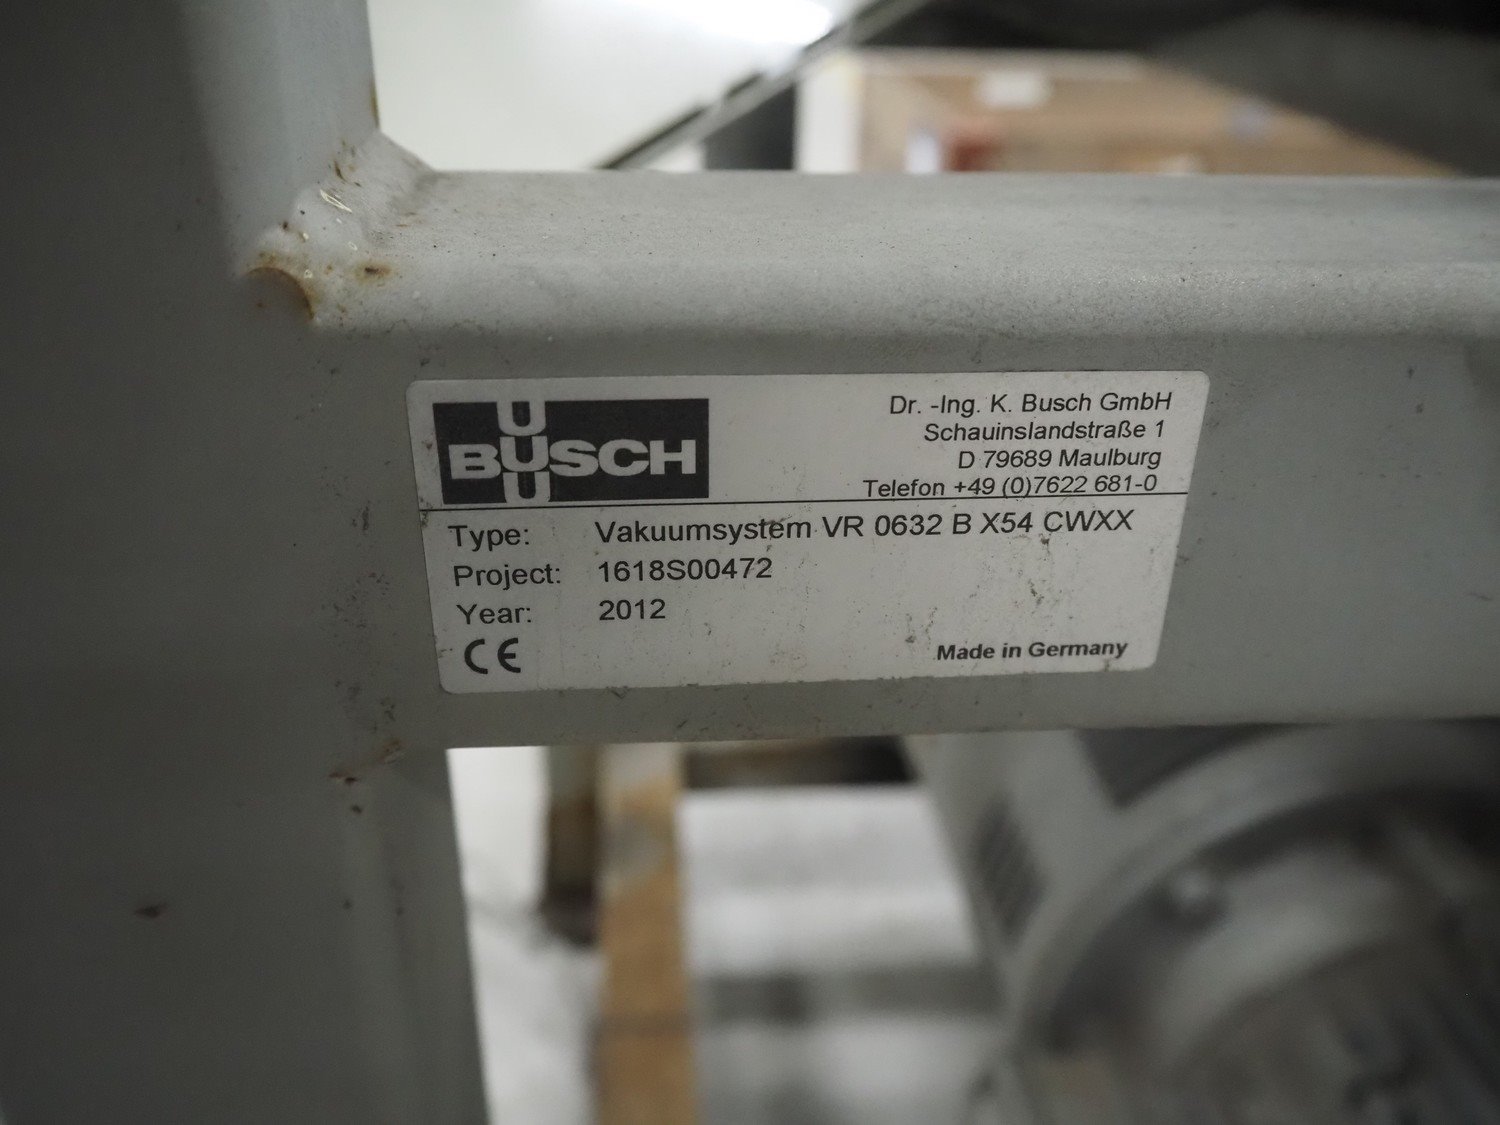 BUSCH
Dr. -Ing. K. Busch GmbH
Schauinslandstraße 1
D 79689 Maulburg
Telefon +49 (0)7622 681-0
Type: Vakuumsystem VR 0632 B X54 CWXX
Project: 1618S00472
Year: 2012
CE
Made in Germany